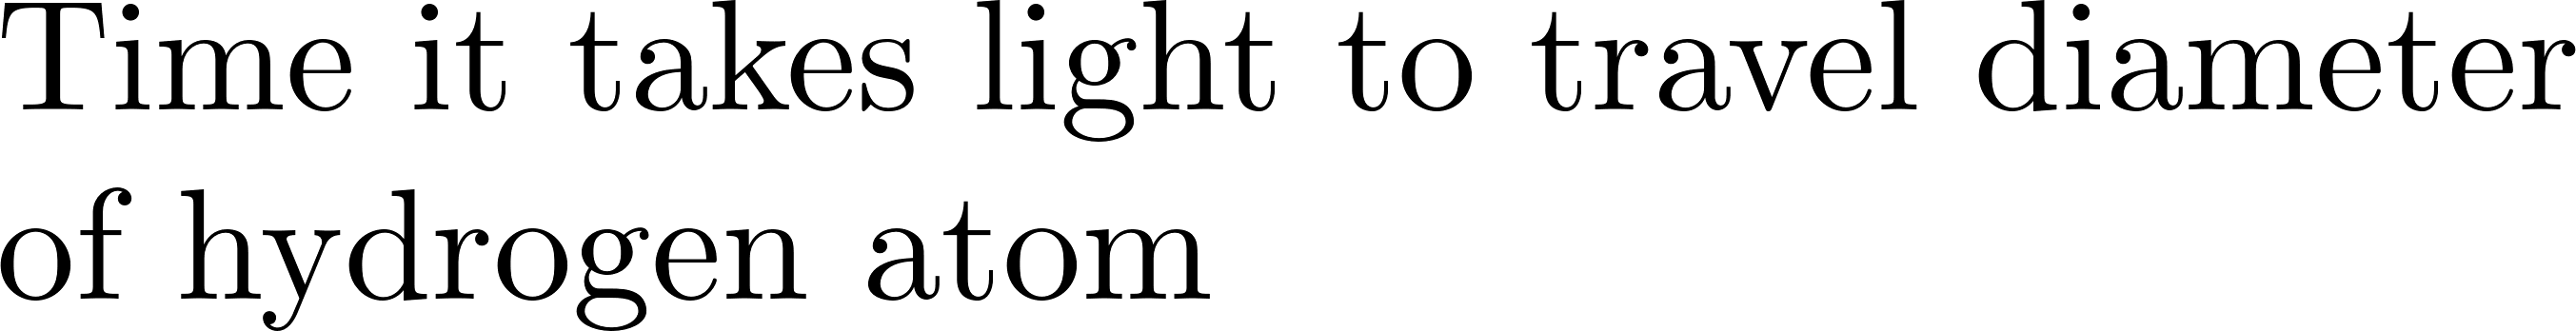 Time it takes light to travel diameter
of hydrogen atom